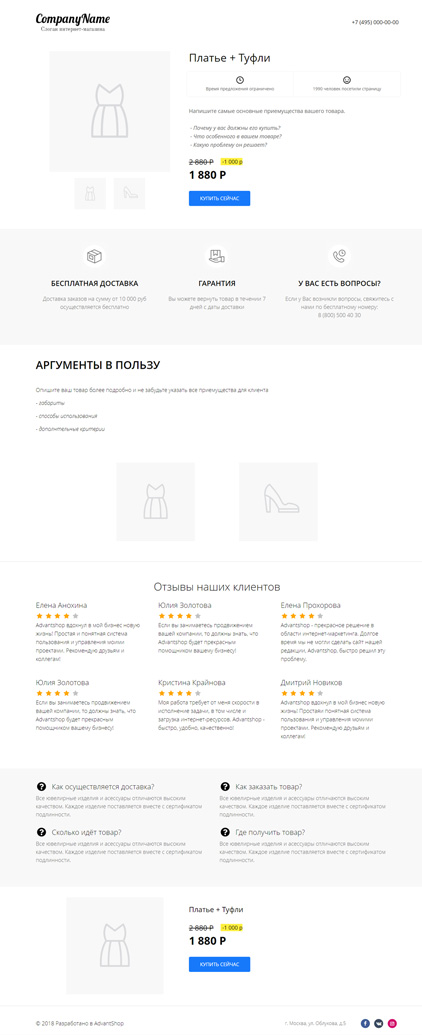 CompanyName
Слоган интернет-магазина
+7 (495) 000-00-00
Платье + Туфли
Время предложения ограничено
1990 человек посетили страницу
Напишите самые основные приемущества вашего товара.
- Почему у вас должны его купить?
- Что особенного в вашем товаре?
- Какую проблему он решает?
2 880 Р
-1 000 р
1 880 Р
КУПИТЬ СЕЙЧАС
БЕСПЛАТНАЯ ДОСТАВКА
Доставка заказов на сумму от 10 000 руб
осуществляется бесплатно
ГАРАНТИЯ
Вы можете вернуть товар в течении 7
дней с даты доставки
У ВАС ЕСТЬ ВОПРОСЫ?
Если у Вас возникли вопросы, свяжитесь с
нами по бесплатному номеру:
8 (800) 500 40 30
АРГУМЕНТЫ В ПОЛЬЗУ
Опишите ваш товар более подробно и не забудьте указать все приемущества для клиента
- габариты
- способы использования
- дополнтельные критерии
Отзывы наших клиентов
Елена Анохина
Advantshop вдохнул в мой бизнес новую
жизнь! Простая и понятная система
пользования и управления моими
проектами. Рекомендую друзьям и
коллегам!
Юлия Золотова
Если вы занимаетесь продвижением
вашей компании, то должны знать, что
Advantshop будет прекрасным
помощником вашему бизнесу!
Елена Прохорова
Advantshop - прекрасное решение в
области интернет-маркетинга. Долгое
время мы не могли сделать сайт нашей
редакции, Advantshop, быстро решил эту
проблему.
Юлия Золотова
Если вы занимаетесь продвижением
вашей компании, то должны знать, что
Advantshop будет прекрасным
помощником вашему бизнесу!
Кристина Крайнова
Моя работа требует от меня скорости в
исполнение задачи, в том числе и
загрузка интернет-ресурсов. Advantshop -
быстро, удобно, качественно!
Дмитрий Новиков
Advantshop вдохнул в мой бизнес новую
жизнь! Простая и понятная система
пользования и управления моими
проектами. Рекомендую друзьям и
коллегам!
Как осуществляется доставка?
Все ювелирные изделия и асессуары отличаются высоким
качеством. Каждое изделие поставляется вместе с сертификатом
подлинности.
Как заказать товар?
Все ювелирные изделия и асессуары отличаются высоким
качеством. Каждое изделие поставляется вместе с сертификатом
подлинности.
Сколько идёт товар?
Все ювелирные изделия и асессуары отличаются высоким
качеством. Каждое изделие поставляется вместе с сертификатом
подлинности.
Где получить товар?
Все ювелирные изделия и асессуары отличаются высоким
качеством. Каждое изделие поставляется вместе с сертификатом
подлинности.
Платье + Туфли
2 880 Р
-1 000 р
1 880 Р
КУПИТЬ СЕЙЧАС
© 2018 Разработано в AdvantShop
г. Москва, ул. Облукова, д.5